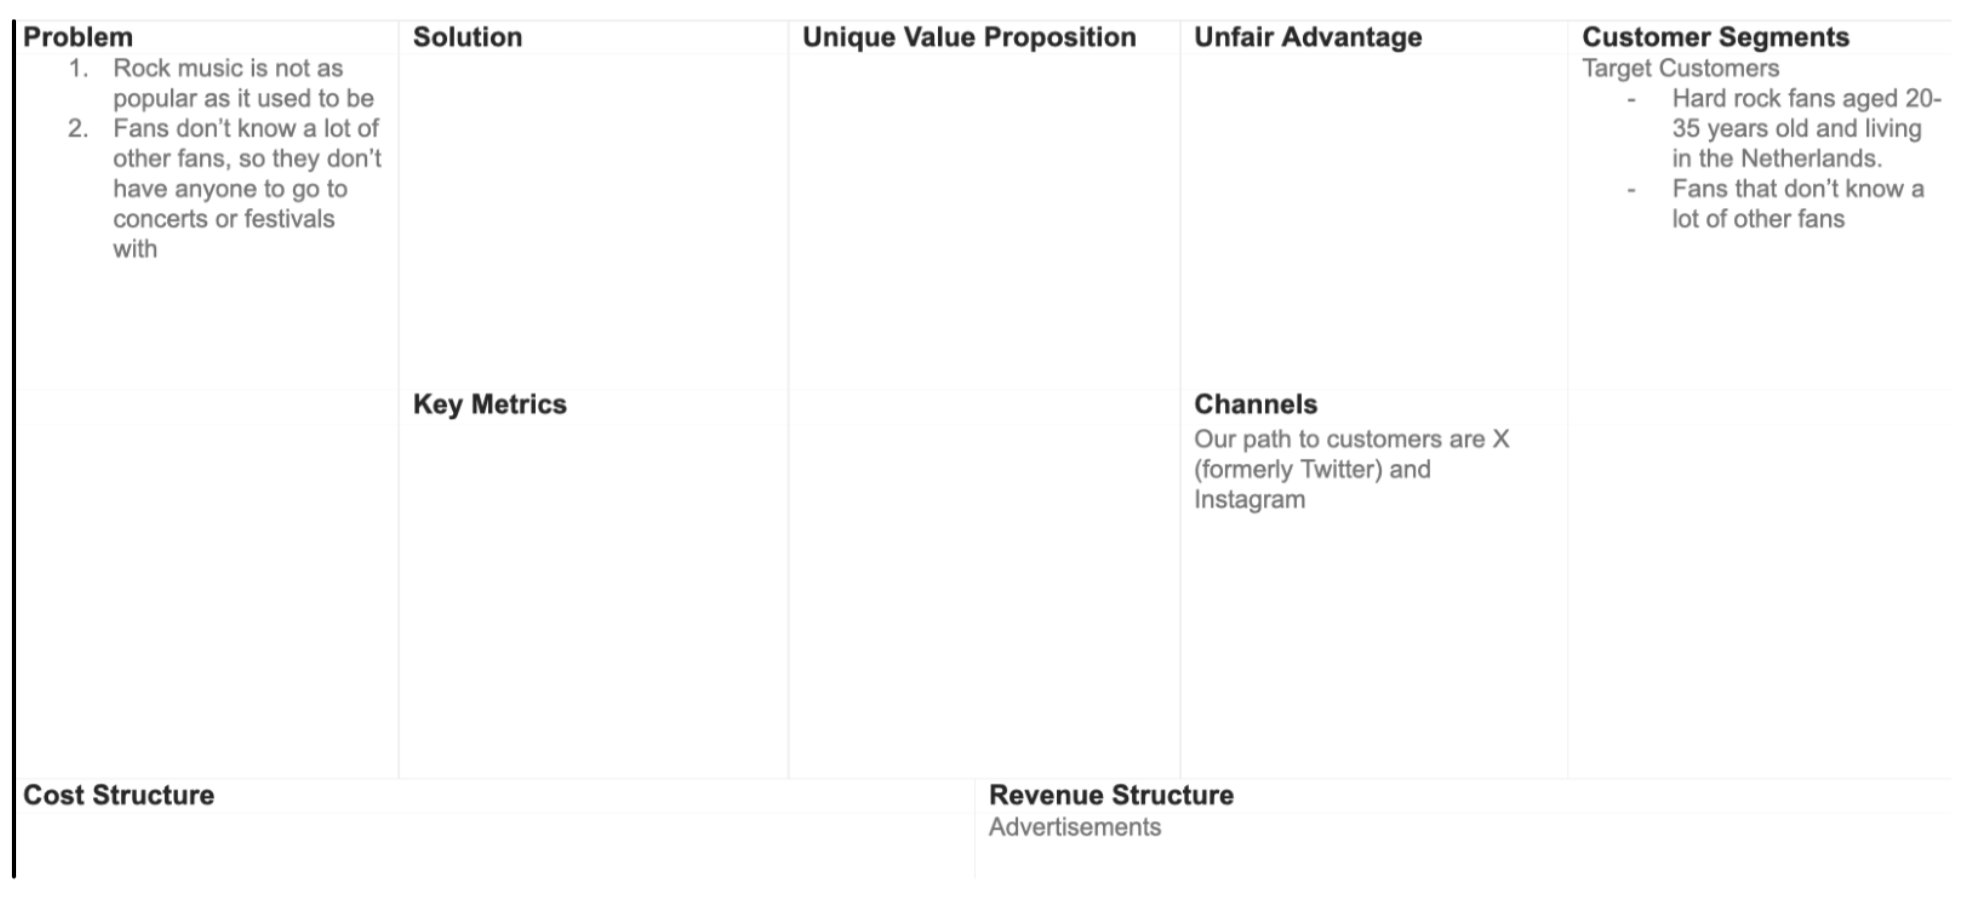 Problem
1. Rock music is not as
popular as it used to be
2. Fans don't know a lot of
other fans, so they don't
have anyone to go to
concerts or festivals
with
Solution
Key Metrics
Unique Value Proposition
Unfair Advantage
Channels
Our path to customers are X
(formerly Twitter) and
Instagram
Customer Segments
Target Customers
- Hard rock fans aged 20-
35 years old and living
in the Netherlands.
- Fans that don't know a
lot of other fans
Cost Structure
Revenue Structure
Advertisements